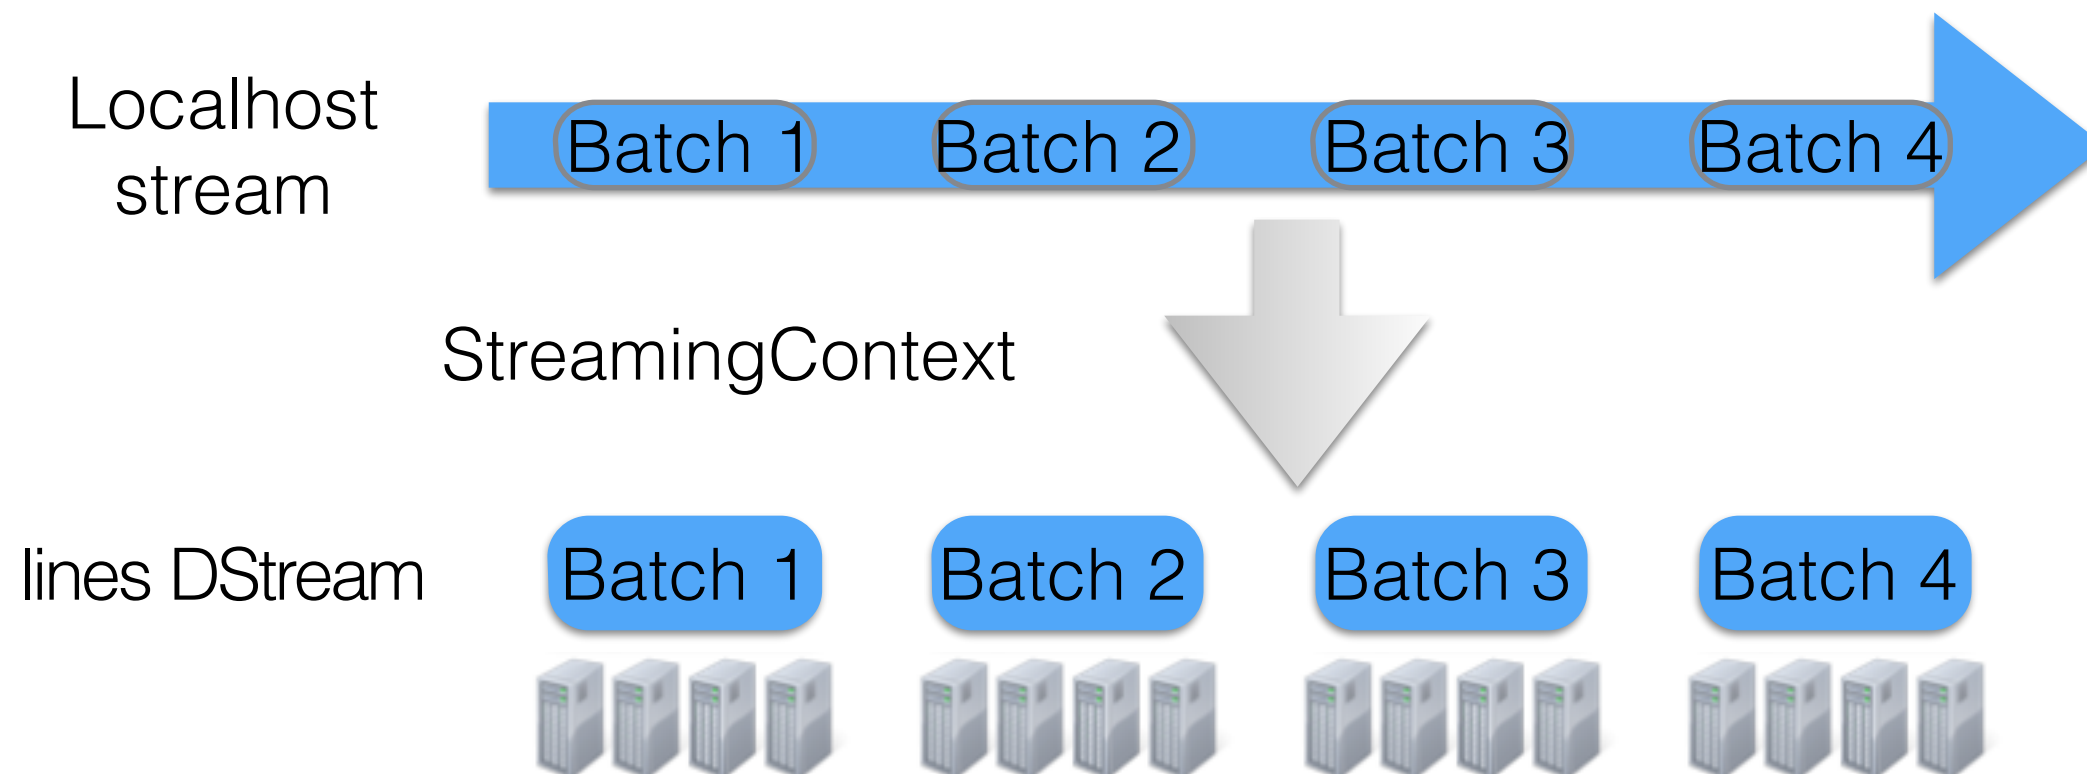 Localhost
stream
Batch 1 Batch 2 Batch 3 Batch 4
StreamingContext
lines DStream Batch 1 Batch 2 Batch 3 Batch 4